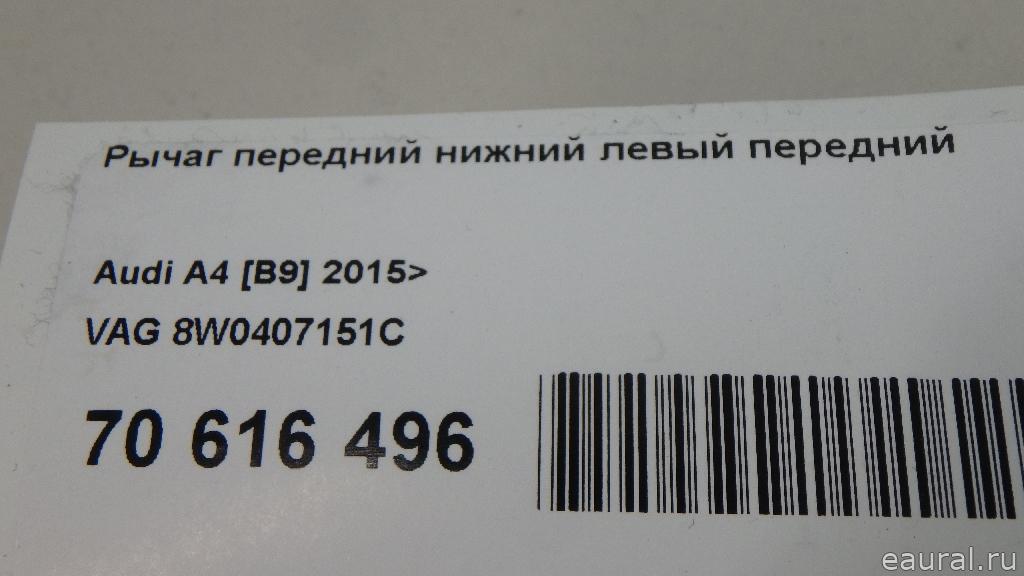 Рычаг передний нижний левый передний
Audi A4 [B9] 2015>
VAG 8W0407151C
70 616 496
eaural.ru